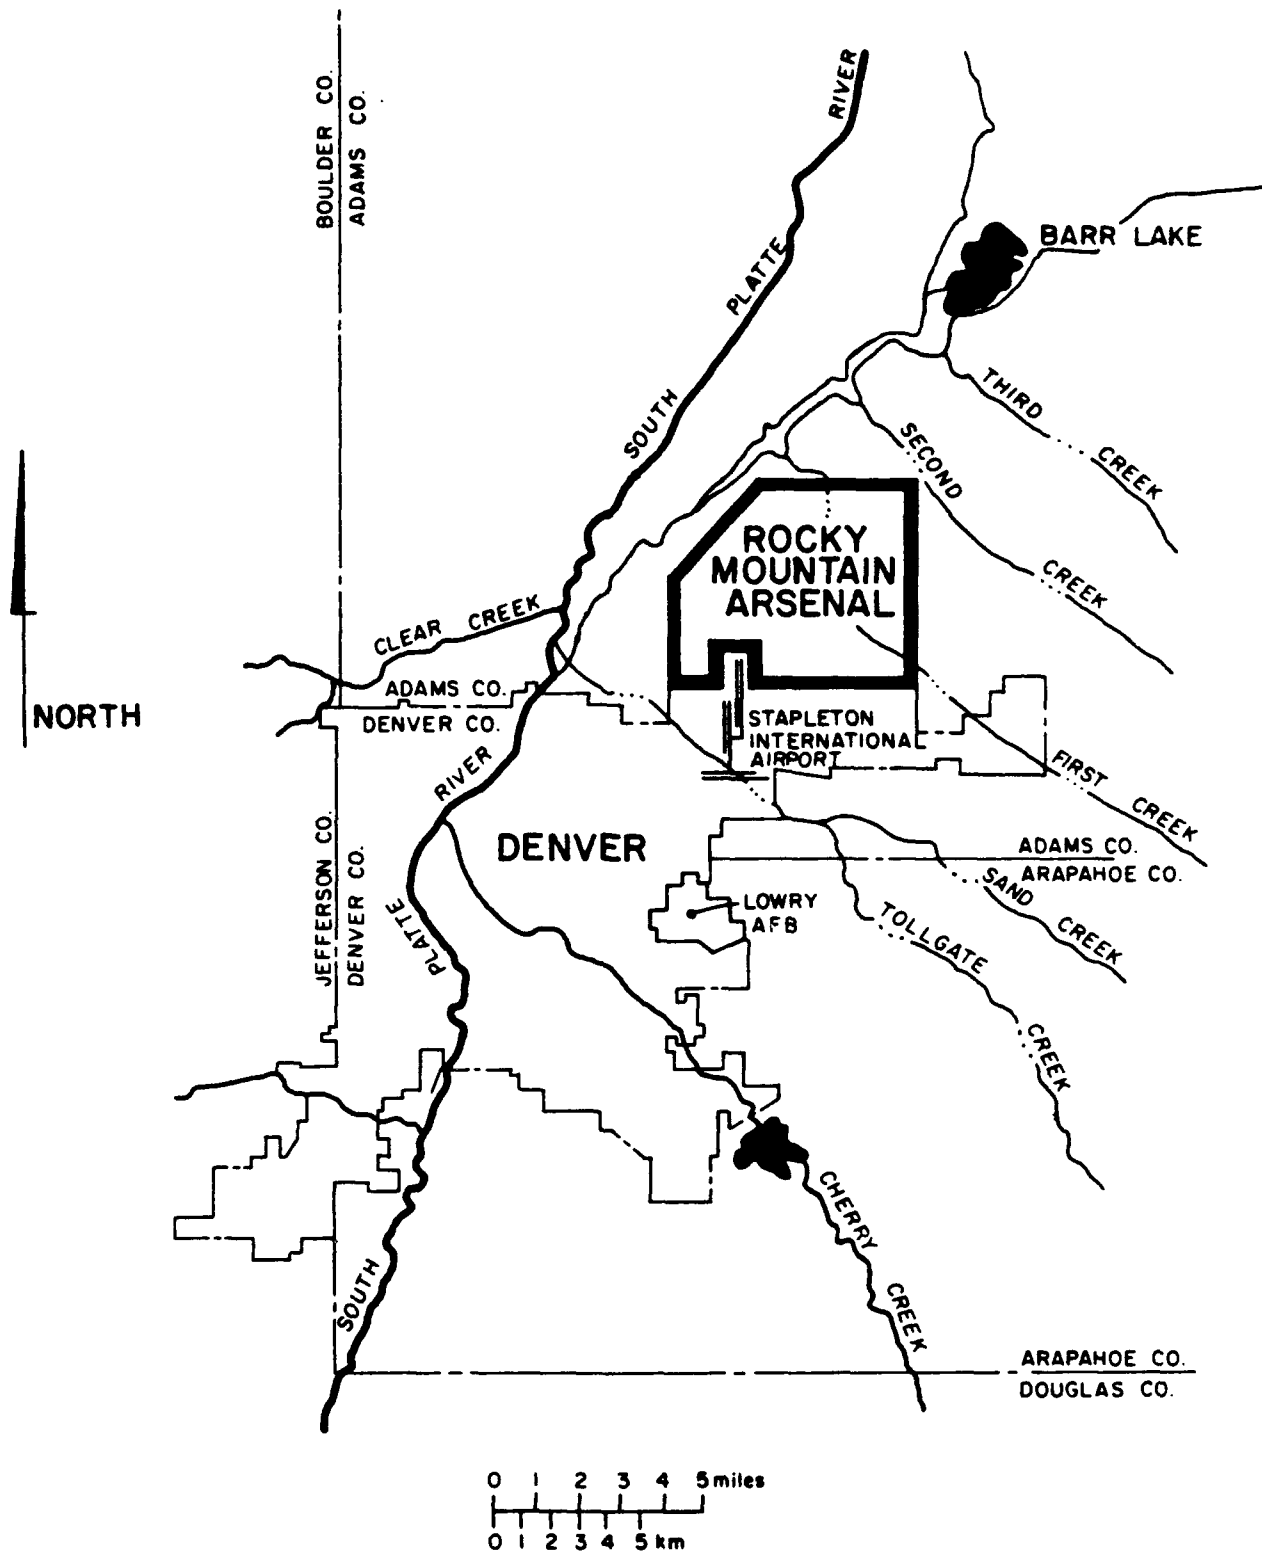 BOULDER CO.
ADAMS CO.
RIVER
PLATTE
SOUTH
BARR LAKE
THIRD
CREEK
SECOND
CREEK
ROCKY
MOUNTAIN
ARSENAL
CLEAR CREEK
ADAMS CO.
DENVER CO.
NORTH
STAPLETON
INTERNATIONAL
AIRPORT
FIRST
CREEK
RIVER
DENVER
JEFFERSON CO.
DENVER CO.
ADAMS CO.
ARAPAHOE CO.
SAND
CREEK
LOWRY
AFB
TOLLGATE
CREEK
PLATTE
CHERRY
CREEK
SOUTH
ARAPAHOE CO.
DOUGLAS CO.
0 1 2 3 4 5 miles
0 1 2 3 4 5 km